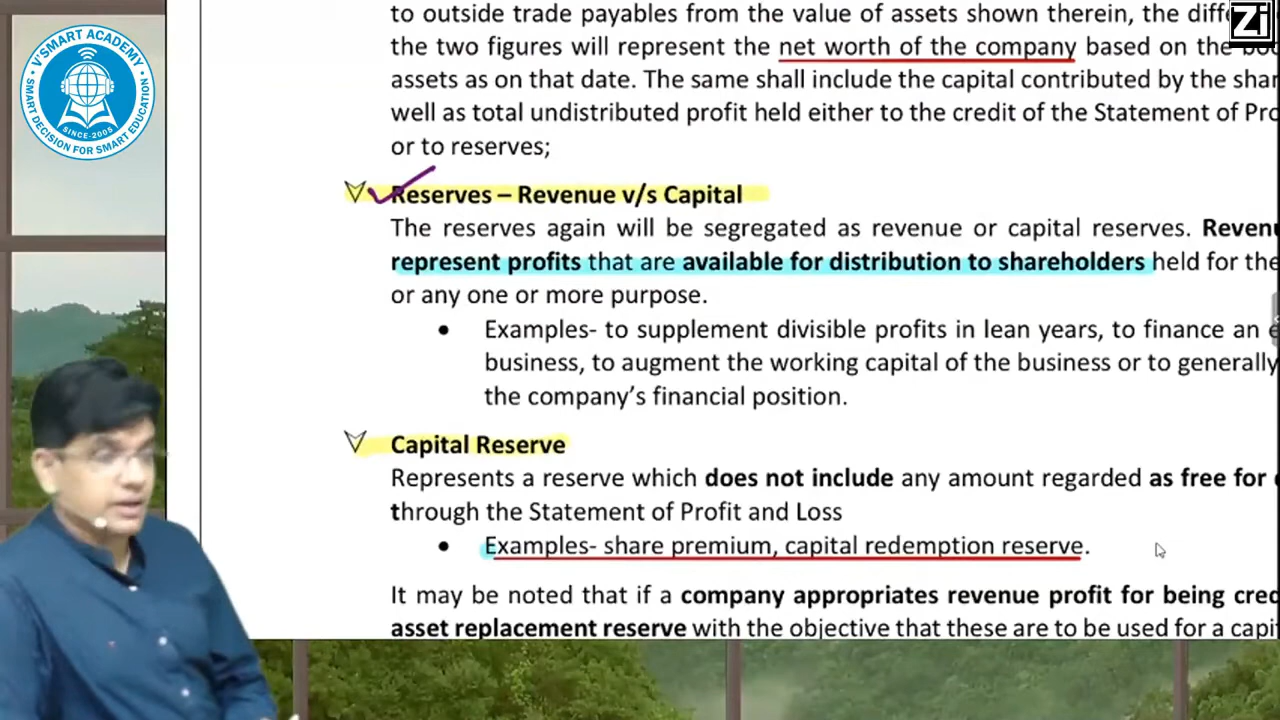 Zi
V'SMART ACADEMY
SMART DECISION FOR SMART EDUCATION
SINCE-2005
to outside trade payables from the value of assets shown therein, the
the two figures will represent the net worth of the company based on the
assets as on that date. The same shall include the capital contributed by the
well as total undistributed profit held either to the credit of the Statement of
or to reserves;
Reserves – Revenue v/s Capital
The reserves again will be segregated as revenue or capital reserves.
represent profits that are available for distribution to shareholders held for the
or any one or more purpose.
• Examples- to supplement divisible profits in lean years, to finance an
business, to augment the working capital of the business or to generally
the company's financial position.
Capital Reserve
Represents a reserve which does not include any amount regarded as free for
through the Statement of Profit and Loss
• Examples- share premium, capital redemption reserve.
It may be noted that if a company appropriates revenue profit for being
asset replacement reserve with the objective that these are to be used for a